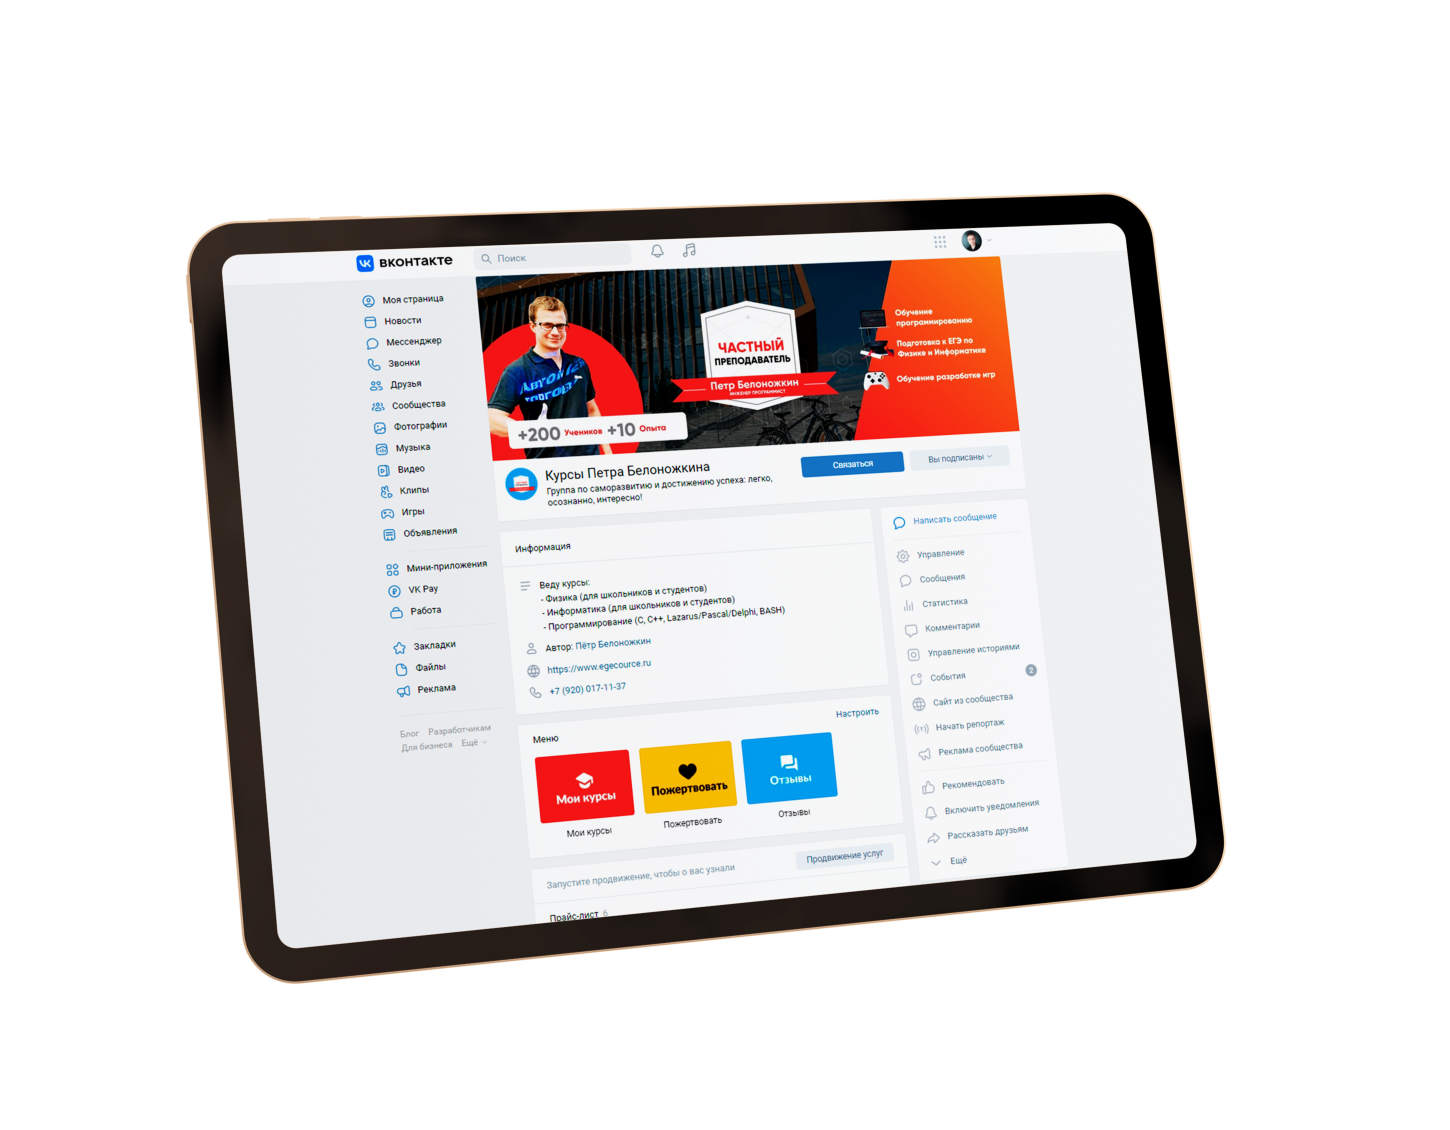 вконтакте
Поиск
Моя страница
Новости
Мессенджер
Звонки
Друзья
Сообщества
Фотографии
Музыка
Видео
Клипы
Игры
Объявления
Мини-приложения
VK Pay
Работа
Закладки
Файлы
Реклама
Блог Разработчикам
Для бизнеса Ещё
ЧАСТНЫЙ
ПРЕПОДАВАТЕЛЬ
Петр Белоножкин
ИНЖЕНЕР ПРОГРАММИСТ
+200 Учеников +10 Опыта
Обучение
программированию
Подготовка к ЕГЭ по
Физике и Информатике
Обучение разработке игр
Курсы Петра Белоножкина
Группа по саморазвитию и достижению успеха: легко,
осознанно, интересно!
Связаться
Вы подписаны
Информация
Веду курсы:
- Физика (для школьников и студентов)
- Информатика (для школьников и студентов)
- Программирование (C, C++, Lazarus/Pascal/Delphi, BASH)
Автор: Пётр Белоножкин
https://www.egecource.ru
+7 (920) 017-11-37
Меню
Настроить
Мои курсы
Пожертвовать
Отзывы
Мои курсы
Пожертвовать
Отзывы
Запустите продвижение, чтобы о вас узнали
Продвижение услуг
Прайс-лист 6
Написать сообщение
Управление
Сообщения
Статистика
Комментарии
Управление историями
События
2
Сайт из сообщества
Начать репортаж
Реклама сообщества
Рекомендовать
Включить уведомления
Рассказать друзьям
Ещё